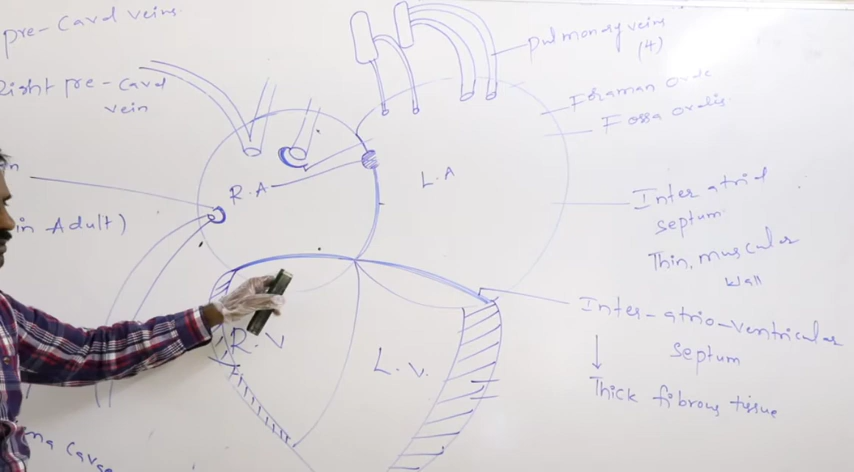 pre-Caval veins
Right pre-caval
vein
in Adult)
R.A
L.A
R.V
L.V.
pulmonary veins
(4)
Foraman ovale
Fossa ovalis
Inter atrial
septum
Thin, muscular
wall
Inter-atrio-ventricular
septum
Thick fibrous tissue